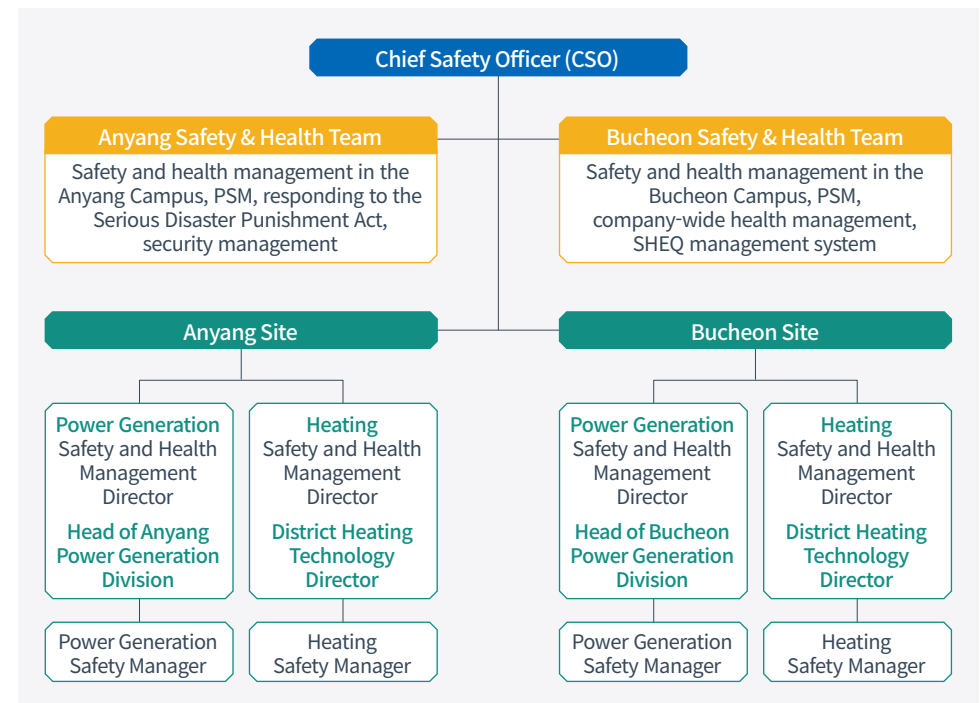 Chief Safety Officer (CSO)
Anyang Safety & Health Team
Safety and health management in the
Anyang Campus, PSM, responding to the
Serious Disaster Punishment Act,
security management
Bucheon Safety & Health Team
Safety and health management in the
Bucheon Campus, PSM,
company-wide health management,
SHEQ management system
Anyang Site
Power Generation
Safety and Health
Management
Director
Head of Anyang
Power Generation
Division
Heating
Safety and Health
Management
Director
District Heating
Technology
Director
Power Generation
Safety Manager
Heating
Safety Manager
Bucheon Site
Power Generation
Safety and Health
Management
Director
Head of Bucheon
Power Generation
Division
Heating
Safety and Health
Management
Director
District Heating
Technology
Director
Power Generation
Safety Manager
Heating
Safety Manager